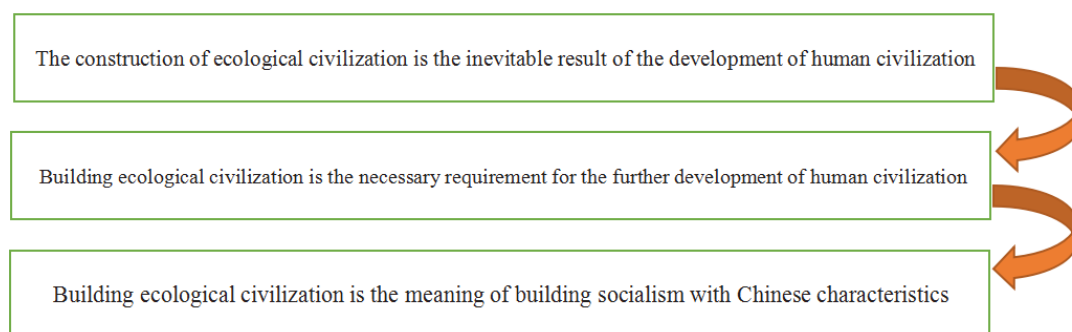 The construction of ecological civilization is the inevitable result of the development of human civilization
Building ecological civilization is the necessary requirement for the further development of human civilization
Building ecological civilization is the meaning of building socialism with Chinese characteristics